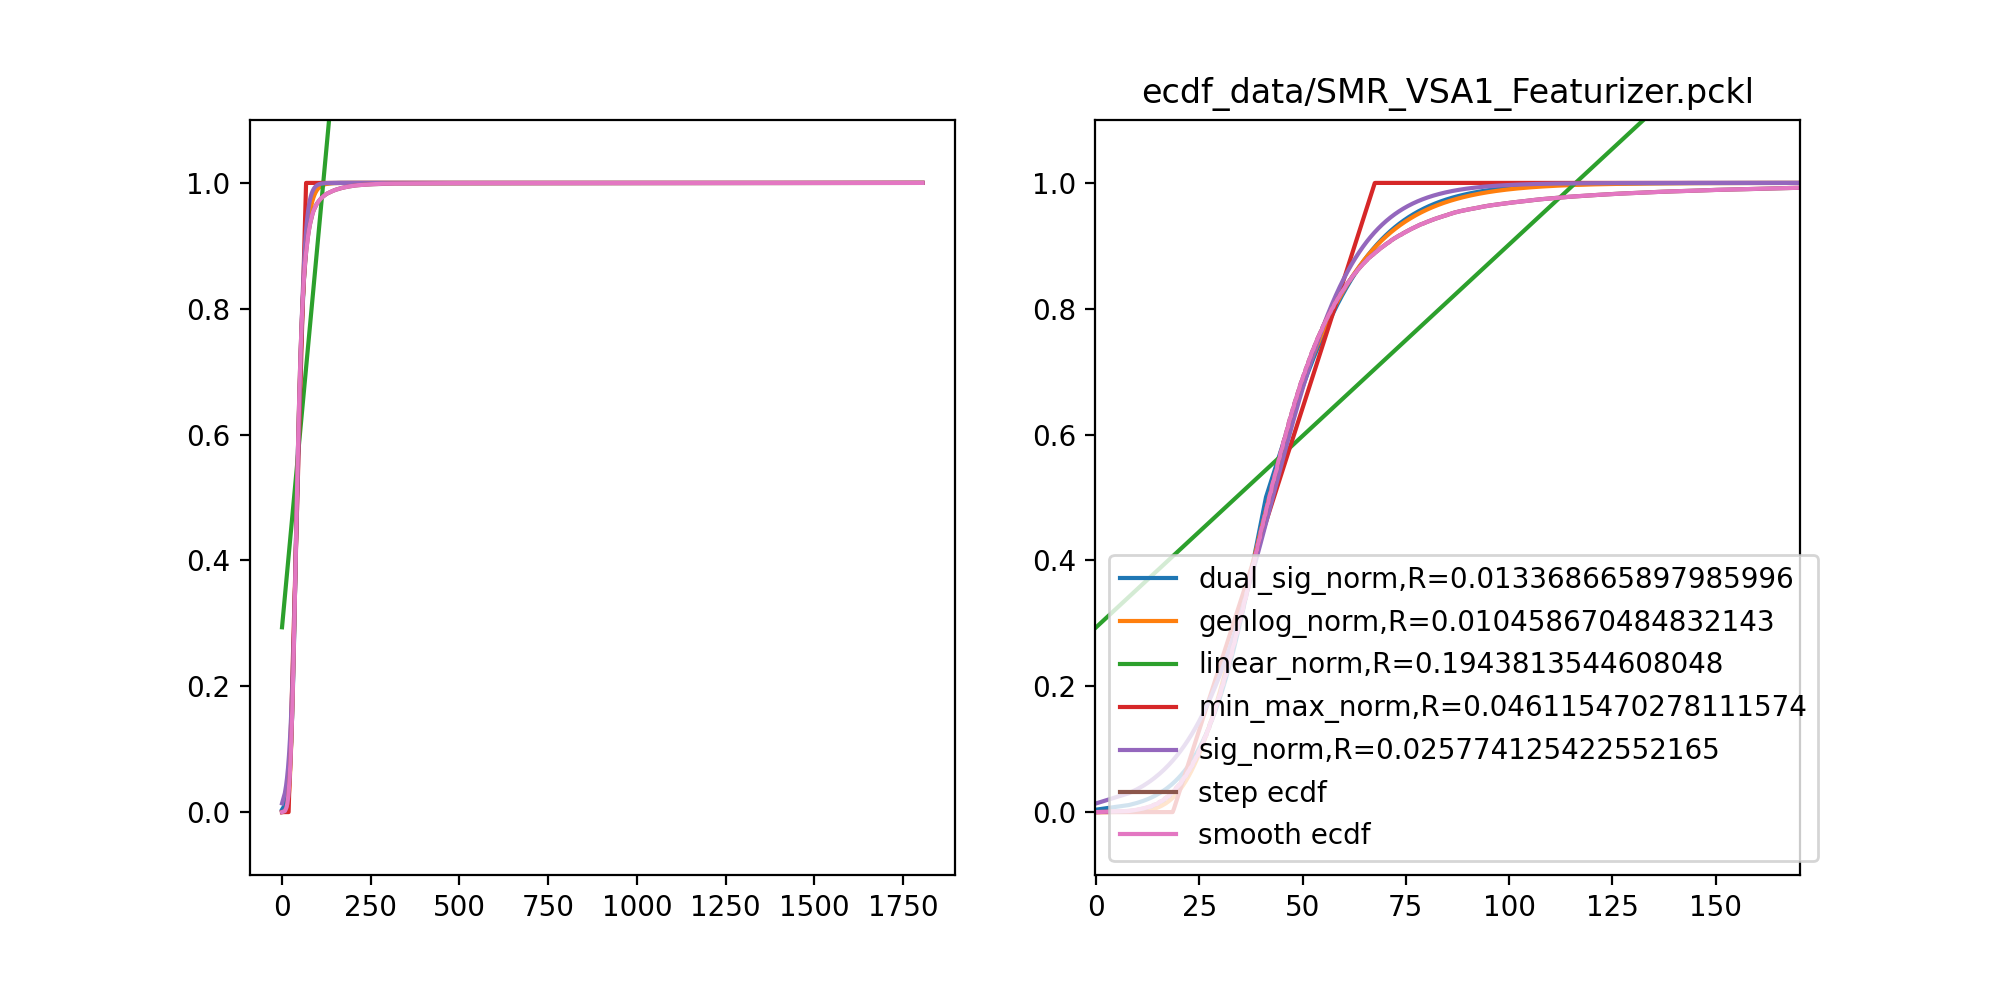 ecdf_data/SMR_VSA1_Featurizer.pckl
1.0
0.8
0.6
0.4
0.2
0.0
0 250 500 750 1000 1250 1500 1750
1.0
0.8
0.6
0.4
0.2
0.0
0 25 50 75 100 125 150
dual_sig_norm,R=0.013368665897985996
genlog_norm,R=0.010458670484832143
linear_norm,R=0.1943813544608048
min_max_norm,R=0.046115470278111574
sig_norm,R=0.025774125422552165
step ecdf
smooth ecdf